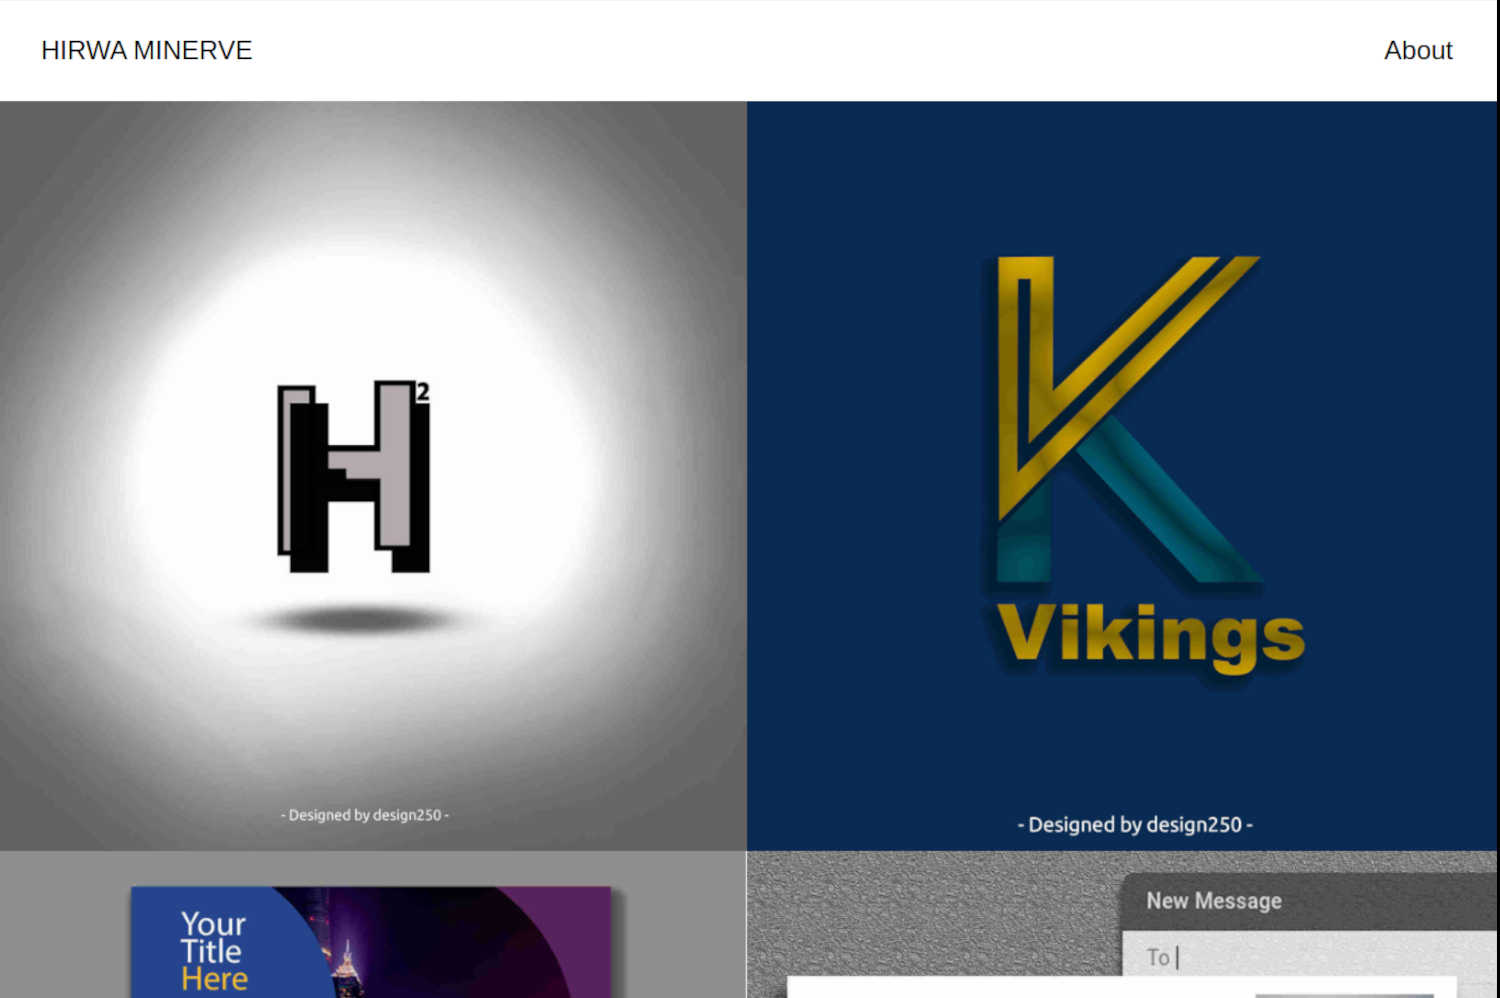 HIRWA MINERVE
About
H2
K
Vikings
- Designed by design250 -
- Designed by design250 -
Your
Title
Here
New Message
To